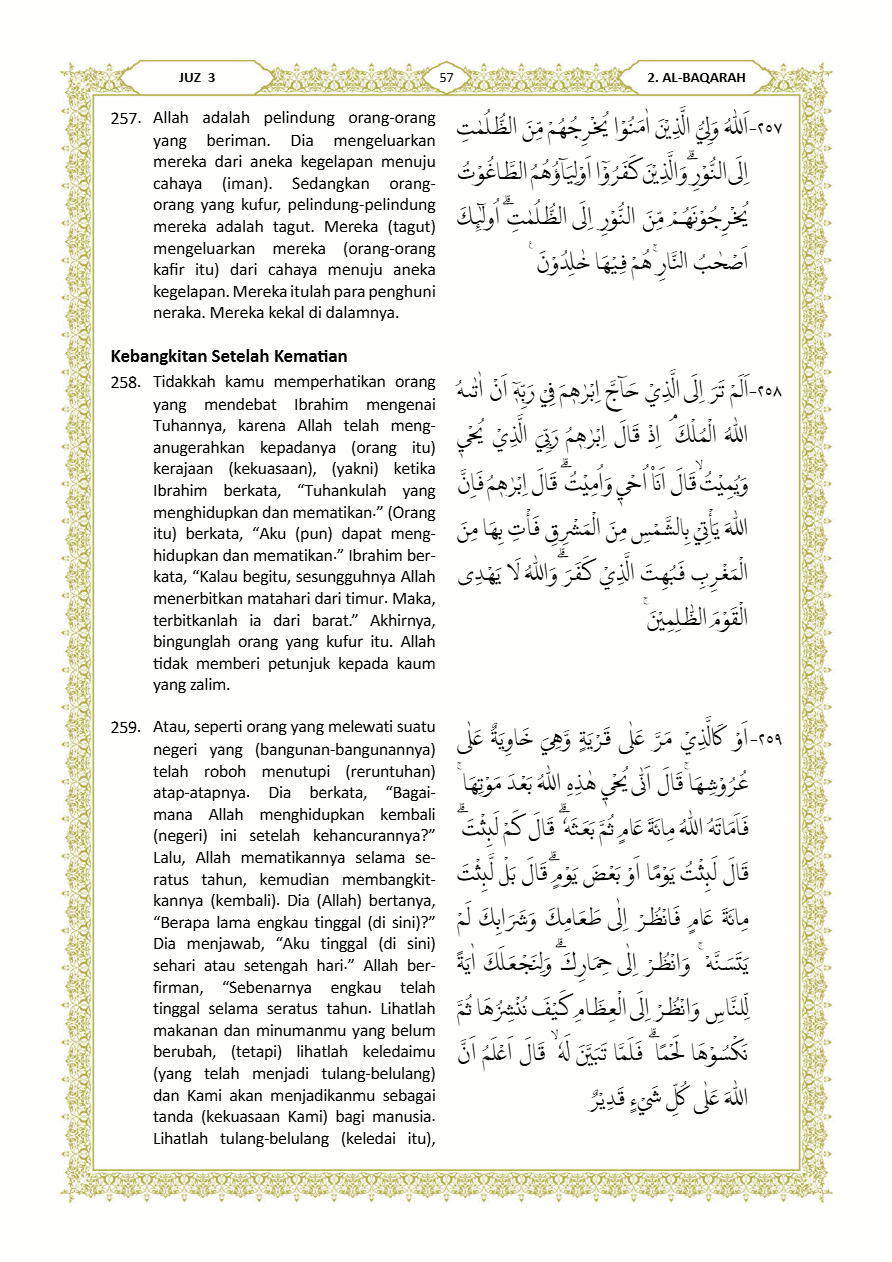 JUZ 3
57
2. AL-BAQARAH
257. Allah adalah pelindung orang-orang
yang beriman. Dia mengeluarkan
mereka dari aneka kegelapan menuju
cahaya (iman). Sedangkan orang-
orang yang kufur, pelindung-pelindung
mereka adalah tagut. Mereka (tagut)
mengeluarkan mereka (orang-orang
kafir itu) dari cahaya menuju aneka
kegelapan. Mereka itulah para penghuni
neraka. Mereka kekal di dalamnya.
٢٥٧-اَللّٰهُ وَلِيُّ الَّذِيْنَ اٰمَنُوْا يُخْرِجُهُمْ مِّنَ الظُّلُمٰتِ
اِلَى النُّوْرِۗ وَالَّذِيْنَ كَفَرُوْٓا اَوْلِيَاۤؤُهُمُ الطَّاغُوْتُ
يُخْرِجُوْنَهُمْ مِّنَ النُّوْرِ اِلَى الظُّلُمٰتِۗ اُولٰۤىِٕكَ
اَصْحٰبُ النَّارِۚ هُمْ فِيْهَا خٰلِدُوْنَ ࣖ
Kebangkitan Setelah Kematian
258. Tidakkah kamu memperhatikan orang
yang mendebat Ibrahim mengenai
Tuhannya, karena Allah telah meng-
anugerahkan kepadanya (orang itu)
kerajaan (kekuasaan), (yakni) ketika
Ibrahim berkata, “Tuhankulah yang
menghidupkan dan mematikan.” (Orang
itu) berkata, “Aku (pun) dapat meng-
hidupkan dan mematikan.” Ibrahim ber-
kata, “Kalau begitu, sesungguhnya Allah
menerbitkan matahari dari timur. Maka,
terbitkanlah ia dari barat.” Akhirnya,
bingunglah orang yang kufur itu. Allah
tidak memberi petunjuk kepada kaum
yang zalim.
٢٥٨-اَلَمْ تَرَ اِلَى الَّذِيْ حَاۤجَّ اِبْرٰهٖمَ فِيْ رَبِّهٖٓ اَنْ اٰتٰىهُ
اللّٰهُ الْمُلْكَۘ اِذْ قَالَ اِبْرٰهٖمُ رَبِّيَ الَّذِيْ يُحْيٖ
وَيُمِيْتُۙ قَالَ اَنَا۠ اُحْيٖ وَاُمِيْتُۗ قَالَ اِبْرٰهٖمُ فَاِنَّ
اللّٰهَ يَأْتِيْ بِالشَّمْسِ مِنَ الْمَشْرِقِ فَأْتِ بِهَا مِنَ
الْمَغْرِبِ فَبُهِتَ الَّذِيْ كَفَرَۗ وَاللّٰهُ لَا يَهْدِى
الْقَوْمَ الظّٰلِمِيْنَۚ
259. Atau, seperti orang yang melewati suatu
negeri yang (bangunan-bangunannya)
telah roboh menutupi (reruntuhan)
atap-atapnya. Dia berkata, “Bagai-
mana Allah menghidupkan kembali
(negeri) ini setelah kehancurannya?”
Lalu, Allah mematikannya selama se-
ratus tahun, kemudian membangkit-
kannya (kembali). Dia (Allah) bertanya,
“Berapa lama engkau tinggal (di sini)?”
Dia menjawab, “Aku tinggal (di sini)
sehari atau setengah hari.” Allah ber-
firman, “Sebenarnya engkau telah
tinggal selama seratus tahun. Lihatlah
makanan dan minumanmu yang belum
berubah, (tetapi) lihatlah keledaimu
(yang telah menjadi tulang-belulang)
dan Kami akan menjadikanmu sebagai
tanda (kekuasaan Kami) bagi manusia.
Lihatlah tulang-belulang (keledai itu),
٢٥٩-اَوْ كَالَّذِيْ مَرَّ عَلٰى قَرْيَةٍ وَّهِيَ خَاوِيَةٌ عَلٰى
عُرُوْشِهَاۚ قَالَ اَنّٰى يُحْيٖ هٰذِهِ اللّٰهُ بَعْدَ مَوْتِهَاۚ
فَاَمَاتَهُ اللّٰهُ مِائَةَ عَامٍ ثُمَّ بَعَثَهٗۗ قَالَ كَمْ لَبِثْتَۗ
قَالَ لَبِثْتُ يَوْمًا اَوْ بَعْضَ يَوْمٍۗ قَالَ بَلْ لَّبِثْتَ
مِائَةَ عَامٍ فَانْظُرْ اِلٰى طَعَامِكَ وَشَرَابِكَ لَمْ
يَتَسَنَّهْۚ وَانْظُرْ اِلٰى حِمَارِكَۗ وَلِنَجْعَلَكَ اٰيَةً
لِّلنَّاسِ وَانْظُرْ اِلَى الْعِظَامِ كَيْفَ نُنْشِزُهَا ثُمَّ
نَكْسُوْهَا لَحْمًاۗ فَلَمَّا تَبَيَّنَ لَهٗۙ قَالَ اَعْلَمُ اَنَّ
اللّٰهَ عَلٰى كُلِّ شَيْءٍ قَدِيْرٌ